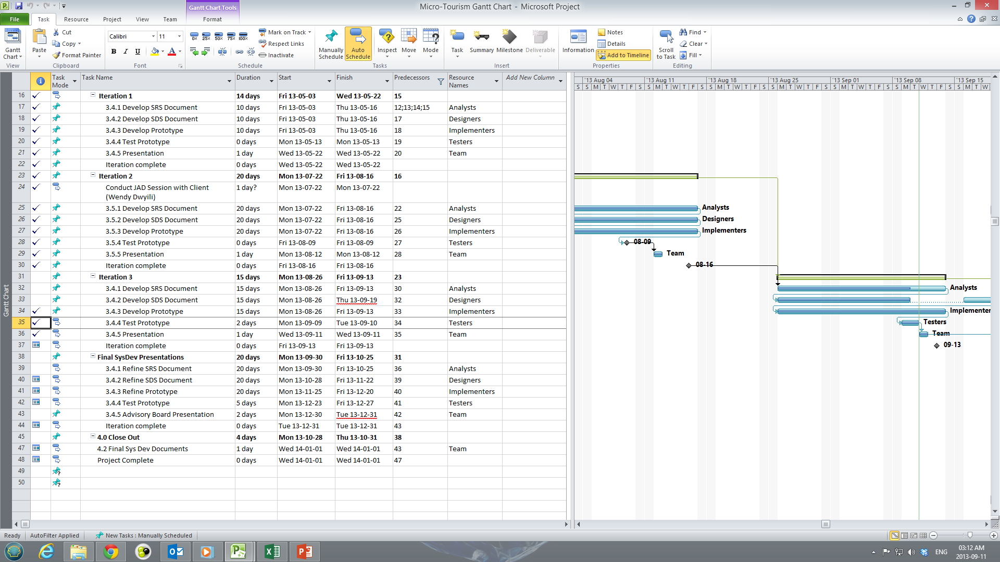 Micro-Tourism Gantt Chart - Microsoft Project
Gantt Chart Tools
File Task Resource Project View Team Format
Gantt Chart
View
Paste
Cut
Copy
Format Painter
Clipboard
Calibri 11
B I U A
Font
0% 25% 50% 75% 100%
Mark on Track
Respect Links
Inactivate
Schedule
Manually Schedule
Auto Schedule
Inspect
Move
Mode
Tasks
Task
Summary
Milestone
Deliverable
Insert
Information
Notes
Details
Add to Timeline
Properties
Scroll to Task
Find
Clear
Fill
Editing
Task Mode Task Name Duration Start Finish Predecessors Resource Names Add New Column
16 Iteration 1 14 days Fri 13-05-03 Wed 13-05-22 15
17 3.4.1 Develop SRS Document 10 days Fri 13-05-03 Thu 13-05-16 12;13;14;15 Analysts
18 3.4.2 Develop SDS Document 10 days Fri 13-05-03 Thu 13-05-16 17 Designers
19 3.4.3 Develop Prototype 10 days Fri 13-05-03 Thu 13-05-16 18 Implementers
20 3.4.4 Test Prototype 0 days Mon 13-05-13 Mon 13-05-13 19 Testers
21 3.4.5 Presentation 1 day Wed 13-05-22 Wed 13-05-22 20 Team
22 Iteration complete 0 days Wed 13-05-22 Wed 13-05-22
23 Iteration 2 20 days Mon 13-07-22 Fri 13-08-16 16
24 Conduct JAD Session with Client 1 day? Mon 13-07-22 Mon 13-07-22
(Wendy Dwyili)
25 3.5.1 Develop SRS Document 20 days Mon 13-07-22 Fri 13-08-16 22 Analysts
26 3.5.2 Develop SDS Document 20 days Mon 13-07-22 Fri 13-08-16 25 Designers
27 3.5.3 Develop Prototype 20 days Mon 13-07-22 Fri 13-08-16 26 Implementers
28 3.5.4 Test Prototype 0 days Fri 13-08-09 Fri 13-08-09 27 Testers
29 3.5.5 Presentation 1 day Mon 13-08-12 Mon 13-08-12 28 Team
30 Iteration complete 0 days Fri 13-08-16 Fri 13-08-16
31 Iteration 3 15 days Mon 13-08-26 Fri 13-09-13 23
32 3.4.1 Develop SRS Document 15 days Mon 13-08-26 Fri 13-09-13 30 Analysts
33 3.4.2 Develop SDS Document 15 days Mon 13-08-26 Thu 13-09-19 32 Designers
34 3.4.3 Develop Prototype 15 days Mon 13-08-26 Fri 13-09-13 33 Implementers
35 3.4.4 Test Prototype 2 days Mon 13-09-09 Tue 13-09-10 34 Testers
36 3.4.5 Presentation 1 day Wed 13-09-11 Wed 13-09-11 35 Team
37 Iteration complete 0 days Fri 13-09-13 Fri 13-09-13
38 Final SysDev Presentations 20 days Mon 13-09-30 Fri 13-10-25 31
39 3.4.1 Refine SRS Document 20 days Mon 13-09-30 Fri 13-10-25 36 Analysts
40 3.4.2 Refine SDS Document 20 days Mon 13-10-28 Fri 13-11-22 39 Designers
41 3.4.3 Refine Prototype 20 days Mon 13-11-25 Fri 13-12-20 40 Implementers
42 3.4.4 Test Prototype 5 days Mon 13-12-23 Fri 13-12-27 41 Testers
43 3.4.5 Advisory Board Presentation 2 days Mon 13-12-30 Tue 13-12-31 42 Team
44 Iteration complete 0 days Tue 13-12-31 Tue 13-12-31 43
45 4.0 Close Out 4 days Mon 13-10-28 Thu 13-10-31 38
47 4.2 Final Sys Dev Documents 1 day Wed 14-01-01 Wed 14-01-01 43 Team
48 Project Complete 0 days Wed 14-01-01 Wed 14-01-01 47
49
50
Gantt Chart
'13 Aug 04 '13 Aug 11 '13 Aug 18 '13 Aug 25 '13 Sep 01 '13 Sep 08 '13 Sep 15
S S M T W T F S S M T W T F S S M T W T F S S M T W T F S S M T W T F S S M T W T F S S M T W
Analysts
Designers
Implementers
08-09
Team
08-16
Analysts
Implementer
Testers
Team
09-13
Ready AutoFilter Applied New Tasks : Manually Scheduled
ENG
03:12 AM
2013-09-11